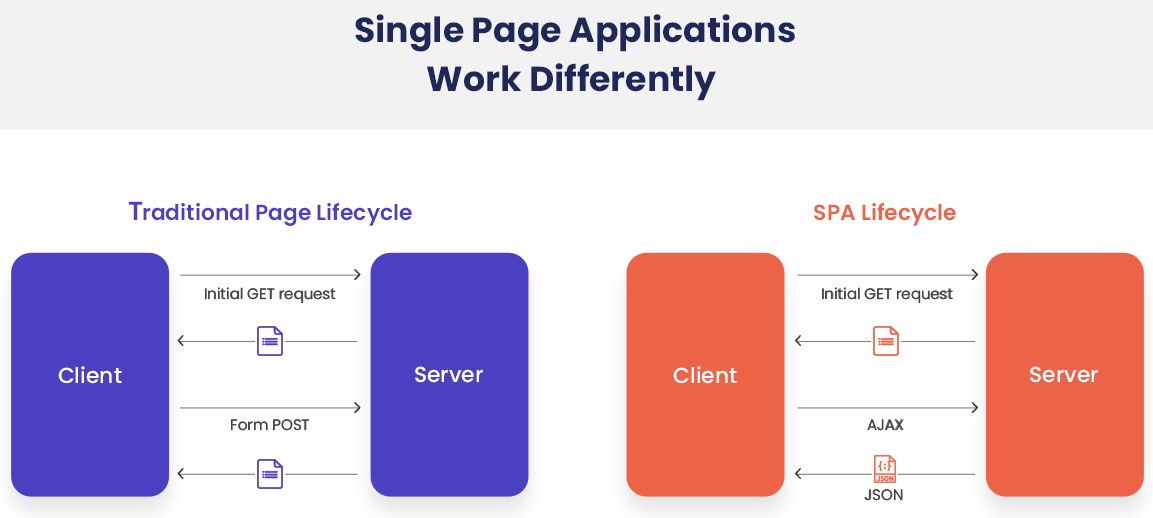 Single Page Applications
Work Differently
Traditional Page Lifecycle
Client
Initial GET request
Form POST
Server
SPA Lifecycle
Client
Initial GET request
AJAX
{;}
JSON
JSON
Server